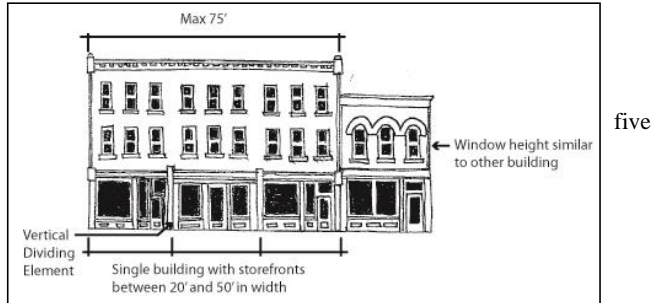 Max 75'
five
Window height similar
to other building
Vertical
Dividing
Element
Single building with storefronts
between 20' and 50' in width